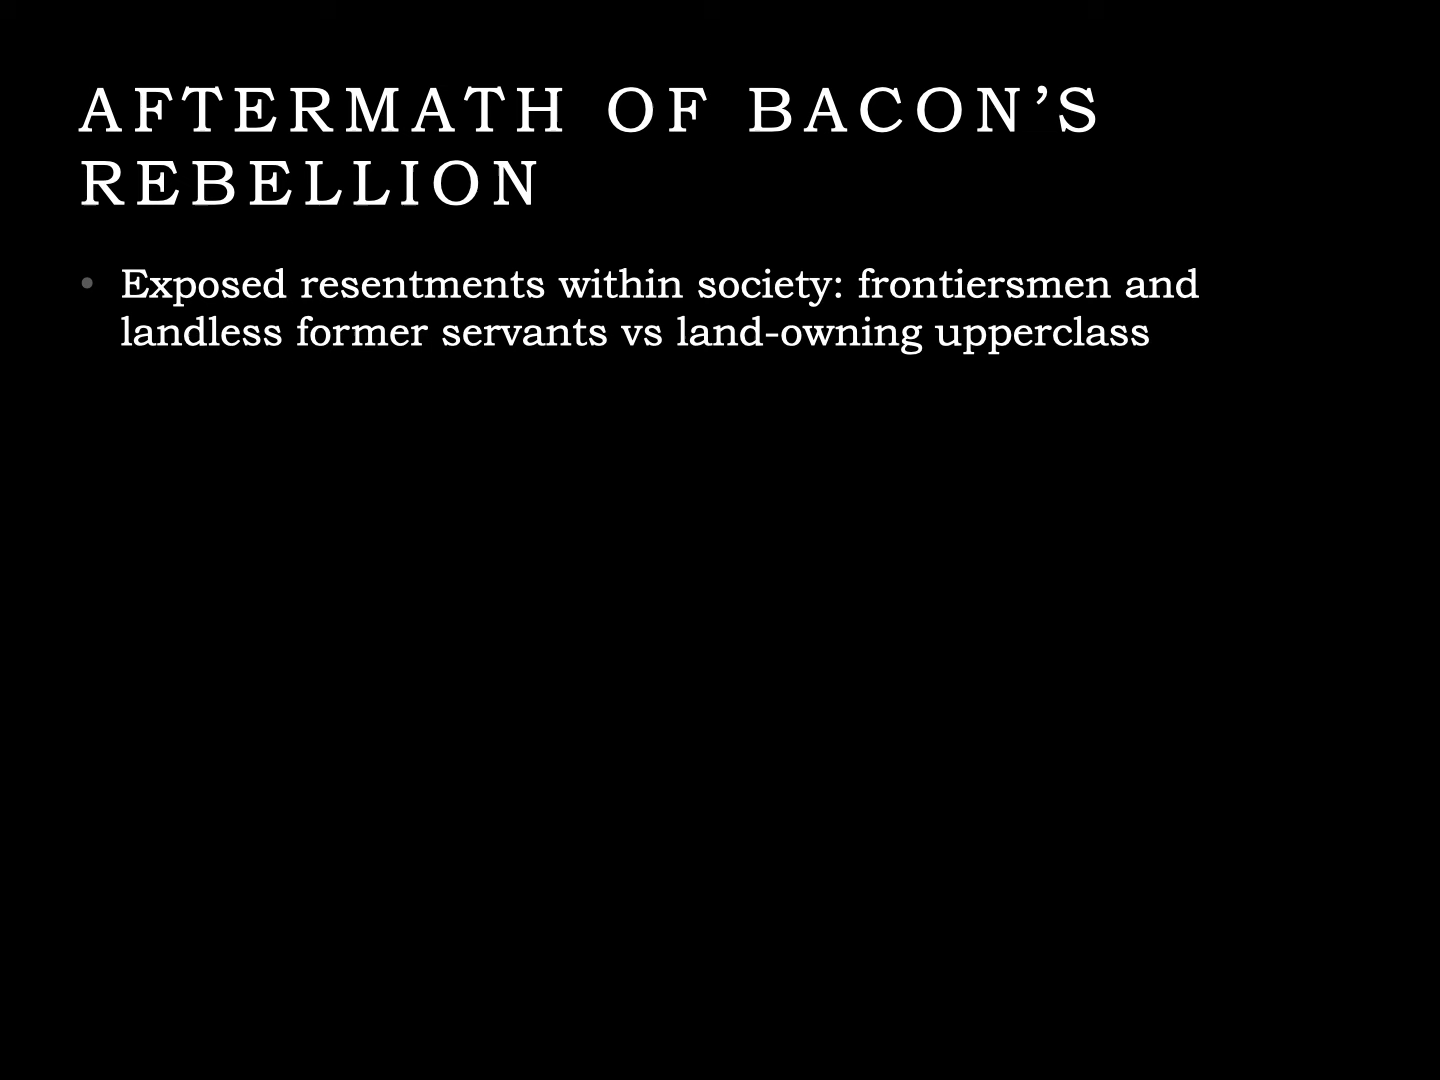 AFTERMATH OF BACON’S
REBELLION
• Exposed resentments within society: frontiersmen and
landless former servants vs land-owning upperclass